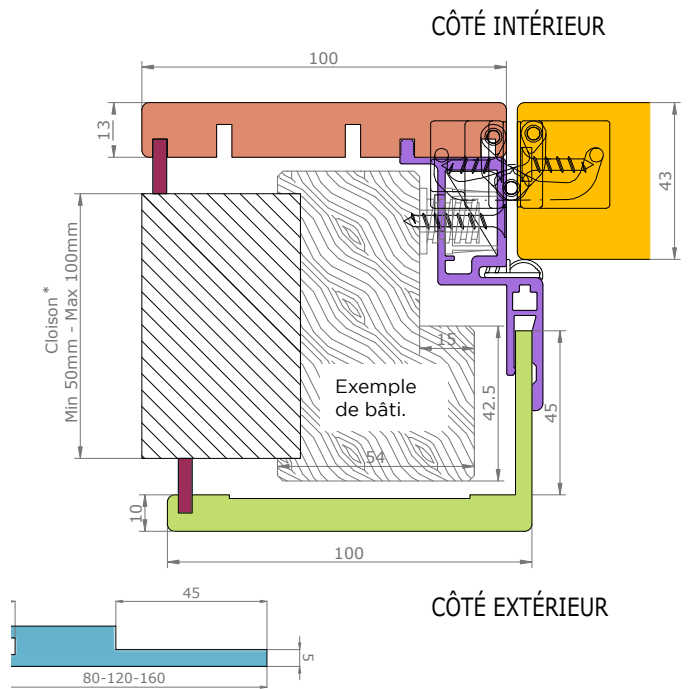 CÔTÉ INTÉRIEUR
100
13
43
Cloison*
Min 50mm - Max 100mm
15
Exemple
de bâti.
42.5
45
54
10
100
CÔTÉ EXTÉRIEUR
45
5
80-120-160